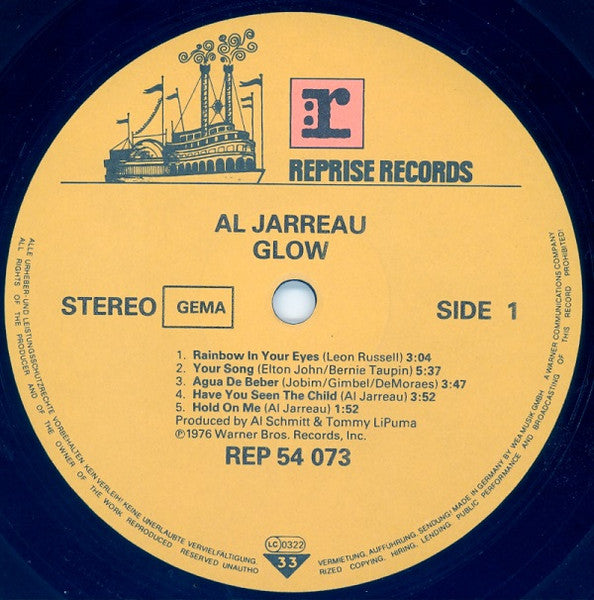 :r
REPRISE RECORDS
AL JARREAU
GLOW
STEREO GEMA SIDE 1
1. Rainbow In Your Eyes (Leon Russell) 3:04
2. Your Song (Elton John/Bernie Taupin) 5:37
3. Agua De Beber (Jobim/Gimbel/DeMoraes) 3:47
4. Have You Seen The Child (Al Jarreau) 3:52
5. Hold On Me (Al Jarreau) 1:52
Produced by Al Schmitt & Tommy LiPuma
℗1976 Warner Bros. Records, Inc.
REP 54 073
LC 0322
33
ALLE URHEBER- UND LEISTUNGSSCHUTZRECHTE VORBEHALTEN. KEIN VERLEIH! KEINE UNERLAUBTE VERVIELFÄLTIGUNG, VERMIETUNG, AUFFÜHRUNG, SENDUNG! MADE IN GERMANY BY WEA MUSIK GMBH · A WARNER COMMUNICATIONS COMPANY
ALL RIGHTS OF THE PRODUCER AND OF THE OWNER OF THE WORK REPRODUCED RESERVED UNAUTHORIZED COPYING, HIRING, LENDING PUBLIC PERFORMANCE AND BROADCASTING OF THIS RECORD PROHIBITED!